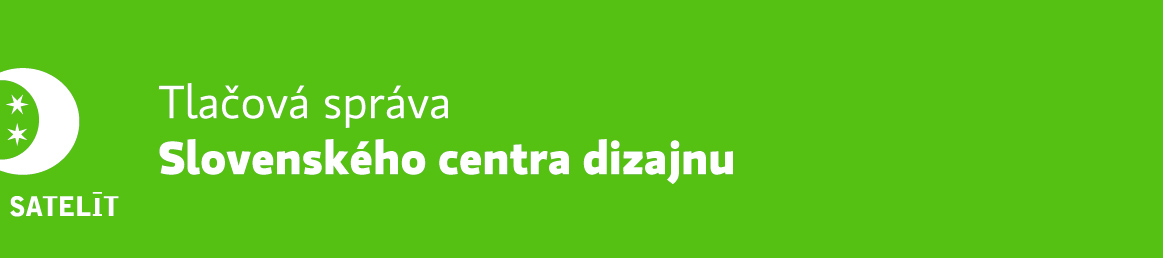 Tlačová správa
Slovenského centra dizajnu
SATELĪT